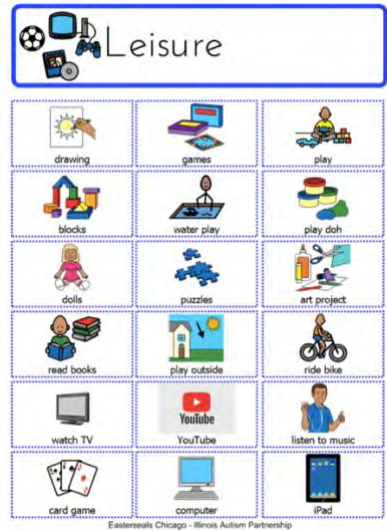 Leisure
drawing
games
play
blocks
water play
play doh
dolls
puzzles
art project
read books
play outside
ride bike
watch TV
YouTube
YouTube
listen to music
card game
computer
iPad
Easterseals Chicago - Illinois Autism Partnership